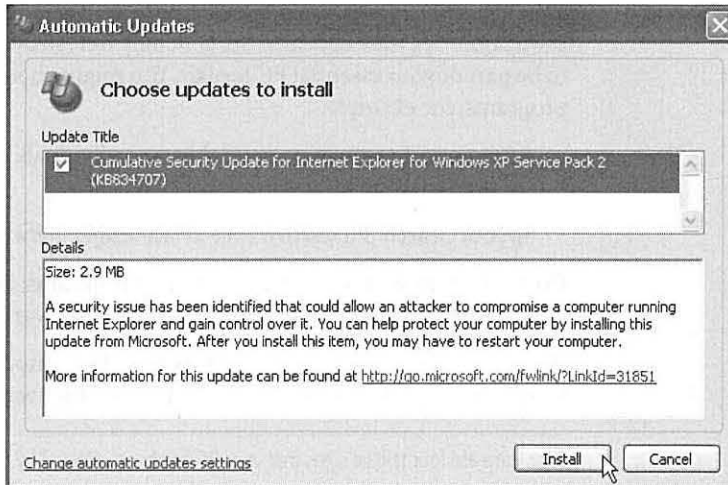 Automatic Updates
Choose updates to install
Update Title
Cumulative Security Update for Internet Explorer for Windows XP Service Pack 2
(KB834707)
Details
Size: 2.9 MB
A security issue has been identified that could allow an attacker to compromise a computer running
Internet Explorer and gain control over it. You can help protect your computer by installing this
update from Microsoft. After you install this item, you may have to restart your computer.
More information for this update can be found at http://go.microsoft.com/fwlink/?LinkId=31851
Change automatic updates settings
Install
Cancel